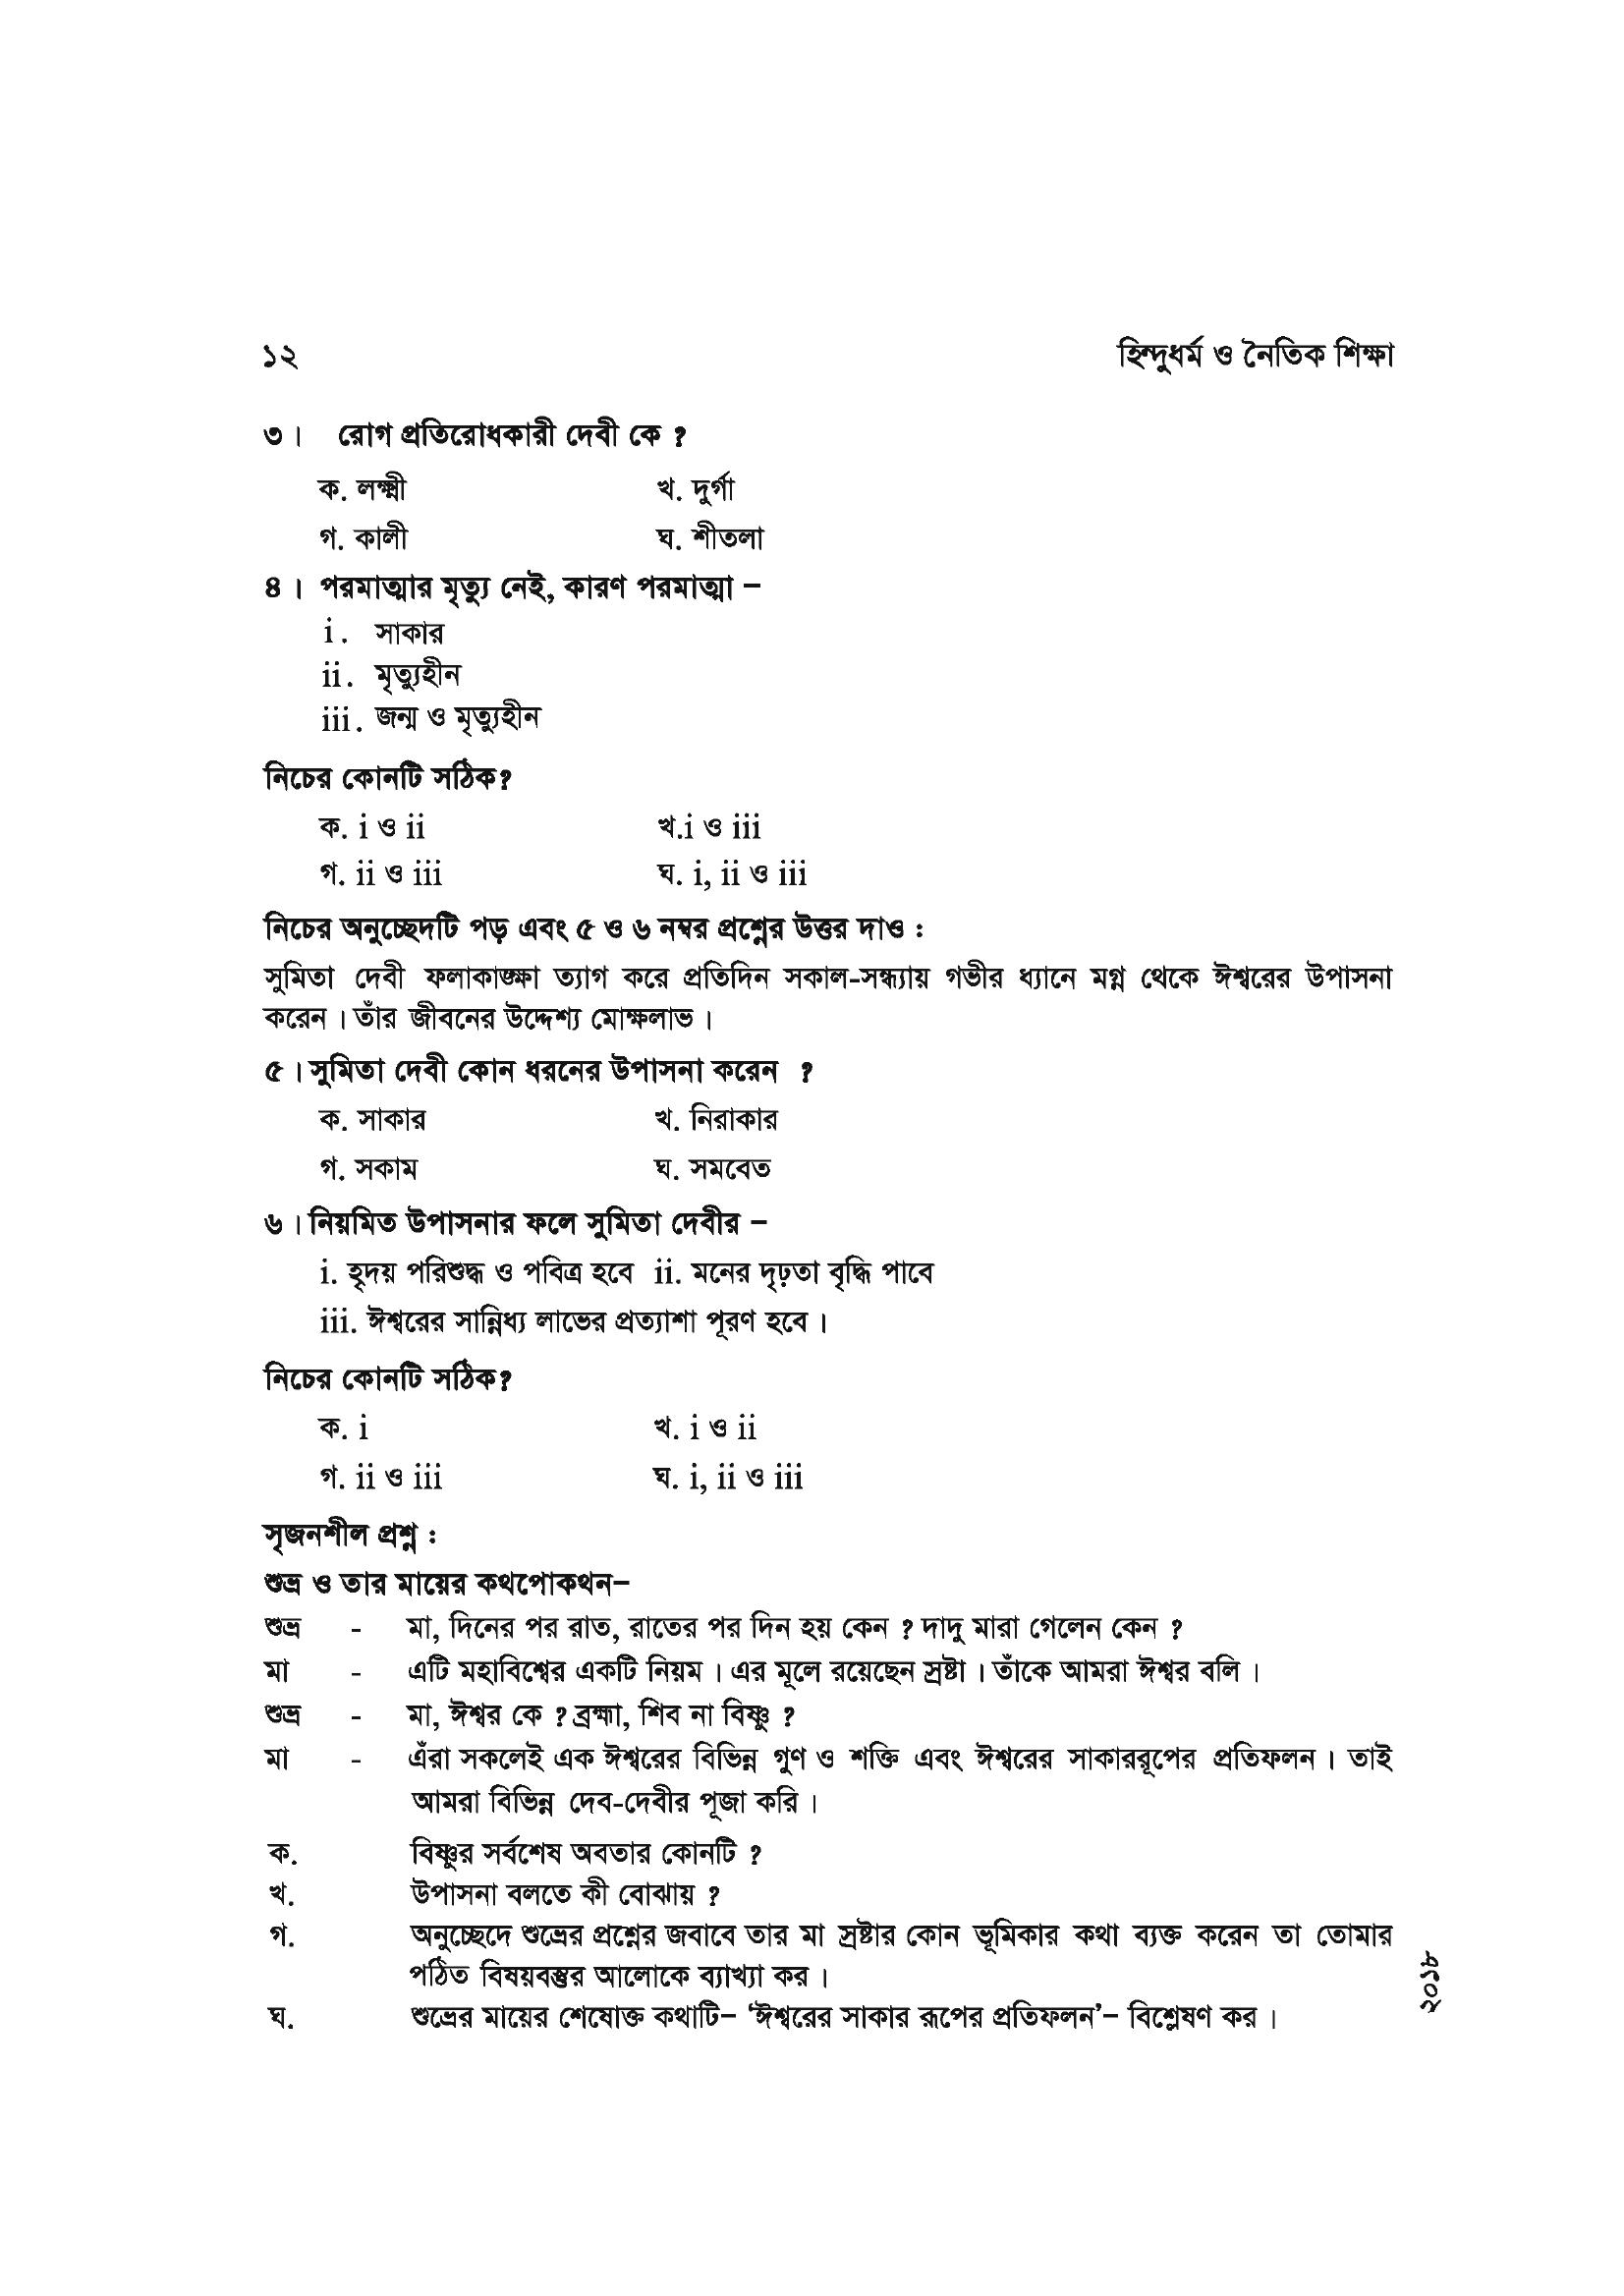 ১২ হিন্দুধর্ম ও নৈতিক শিক্ষা
৩। রোগ প্রতিরোধকারী দেবী কে ?
ক. লক্ষ্মী খ. দুর্গা
গ. কালী ঘ. শীতলা
৪। পরমাত্মার মৃত্যু নেই, কারণ পরমাত্মা –
i. সাকার
ii. মৃত্যুহীন
iii. জন্ম ও মৃত্যুহীন
নিচের কোনটি সঠিক?
ক. i ও ii খ.i ও iii
গ. ii ও iii ঘ. i, ii ও iii
নিচের অনুচ্ছেদটি পড় এবং ৫ ও ৬ নম্বর প্রশ্নের উত্তর দাও :
সুমিতা দেবী ফলাকাঙ্ক্ষা ত্যাগ করে প্রতিদিন সকাল-সন্ধ্যায় গভীর ধ্যানে মগ্ন থেকে ঈশ্বরের উপাসনা
করেন। তাঁর জীবনের উদ্দেশ্য মোক্ষলাভ।
৫। সুমিতা দেবী কোন ধরনের উপাসনা করেন ?
ক. সাকার খ. নিরাকার
গ. সকাম ঘ. সমবেত
৬। নিয়মিত উপাসনার ফলে সুমিতা দেবীর –
i. হৃদয় পরিশুদ্ধ ও পবিত্র হবে ii. মনের দৃঢ়তা বৃদ্ধি পাবে
iii. ঈশ্বরের সান্নিধ্য লাভের প্রত্যাশা পূরণ হবে।
নিচের কোনটি সঠিক?
ক. i খ. i ও ii
গ. ii ও iii ঘ. i, ii ও iii
সৃজনশীল প্রশ্ন :
শুভ্র ও তার মায়ের কথপোকথন–
শুভ্র - মা, দিনের পর রাত, রাতের পর দিন হয় কেন ? দাদু মারা গেলেন কেন ?
মা - এটি মহাবিশ্বের একটি নিয়ম। এর মূলে রয়েছেন স্রষ্টা। তাঁকে আমরা ঈশ্বর বলি।
শুভ্র - মা, ঈশ্বর কে ? ব্রহ্মা, শিব না বিষ্ণু ?
মা - এঁরা সকলেই এক ঈশ্বরের বিভিন্ন গুণ ও শক্তি এবং ঈশ্বরের সাকাররূপের প্রতিফলন। তাই
আমরা বিভিন্ন দেব-দেবীর পূজা করি।
ক. বিষ্ণুর সর্বশেষ অবতার কোনটি ?
খ. উপাসনা বলতে কী বোঝায় ?
গ. অনুচ্ছেদে শুভ্রের প্রশ্নের জবাবে তার মা স্রষ্টার কোন ভূমিকার কথা ব্যক্ত করেন তা তোমার
পঠিত বিষয়বস্তুর আলোকে ব্যাখ্যা কর।
ঘ. শুভ্রের মায়ের শেষোক্ত কথাটি– ‘ঈশ্বরের সাকার রূপের প্রতিফলন’– বিশ্লেষণ কর।
২০১৮